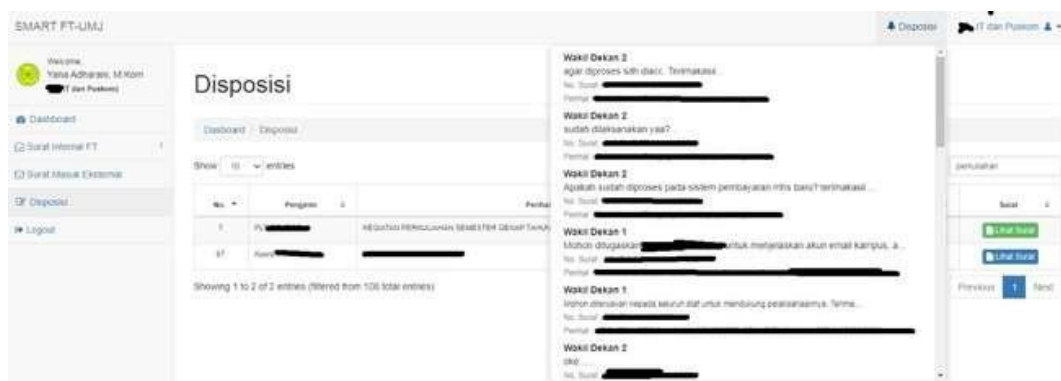 SMART FT-UMJ
Disposisi
IT dan Puskom
Welcome,
Yana Adharani, M.Kom
IT dan Puskom)
Dashboard
Surat Internal FT
Surat Masuk Eksternal
Disposisi
Logout
Disposisi
Dashboard / Disposisi
Show 10 entries
perkuliahan
No.
Pengirim
Perihal
Surat
1
KEGIATAN PERKULIAHAN SEMESTER GENAP TAHUN
Lihat Surat
Lihat Surat
Showing 1 to 2 of 2 entries (filtered from 106 total entries)
Previous 1 Next
Wakil Dekan 2
agar diproses sdh diacc. Terimakasi...
No. Surat
Perihal
Wakil Dekan 2
sudah dilaksanakan yaa?
No. Surat
Perihal
Wakil Dekan 2
Apakah sudah diproses pada sistem pembayaran mhs baru? terimakasi ...
No. Surat
Perihal
Wakil Dekan 1
Mohon ditugaskan untuk menjelaskan akun email kampus, a...
No. Surat
Perihal
Wakil Dekan 1
Mohon diteruskan kepada seluruh staf untuk mendukung pelaksanaannya. Terima...
No. Surat
Perihal
Wakil Dekan 2
oke ...
No. Surat